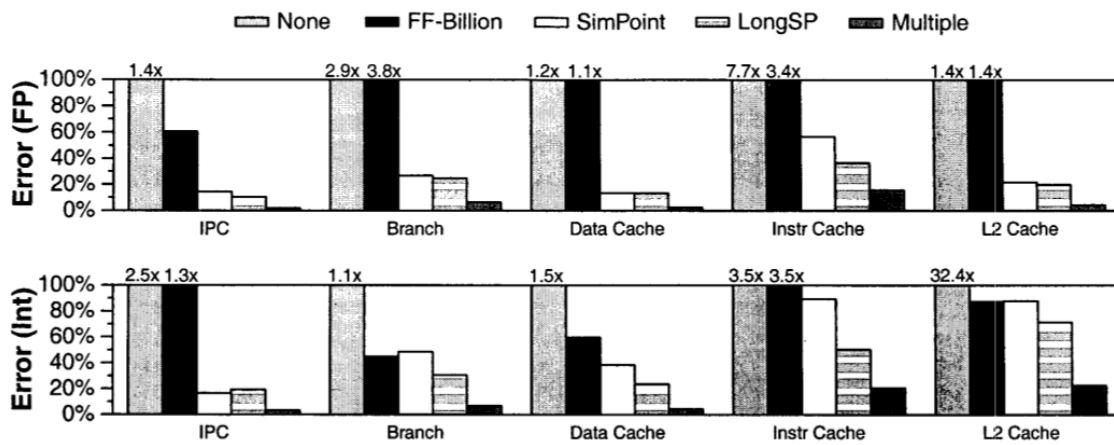 None FF-Billion SimPoint LongSP Multiple
1.4x 2.9x 3.8x 1.2x 1.1x 7.7x 3.4x 1.4x 1.4x
100%
80%
60%
40%
20%
0%
Error (FP)
IPC Branch Data Cache Instr Cache L2 Cache
2.5x 1.3x 1.1x 1.5x 3.5x 3.5x 32.4x
100%
80%
60%
40%
20%
0%
Error (Int)
IPC Branch Data Cache Instr Cache L2 Cache